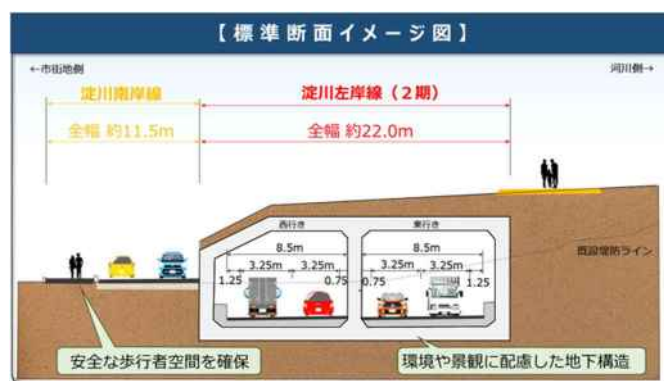 【標準断面イメージ図】
←市街地側
河川側→
淀川南岸線
淀川左岸線（2期）
全幅 約11.5m
全幅 約22.0m
西行き
東行き
8.5m
8.5m
3.25m
3.25m
3.25m
3.25m
1.25
0.75
0.75
1.25
既設堤防ライン
安全な歩行者空間を確保
環境や景観に配慮した地下構造